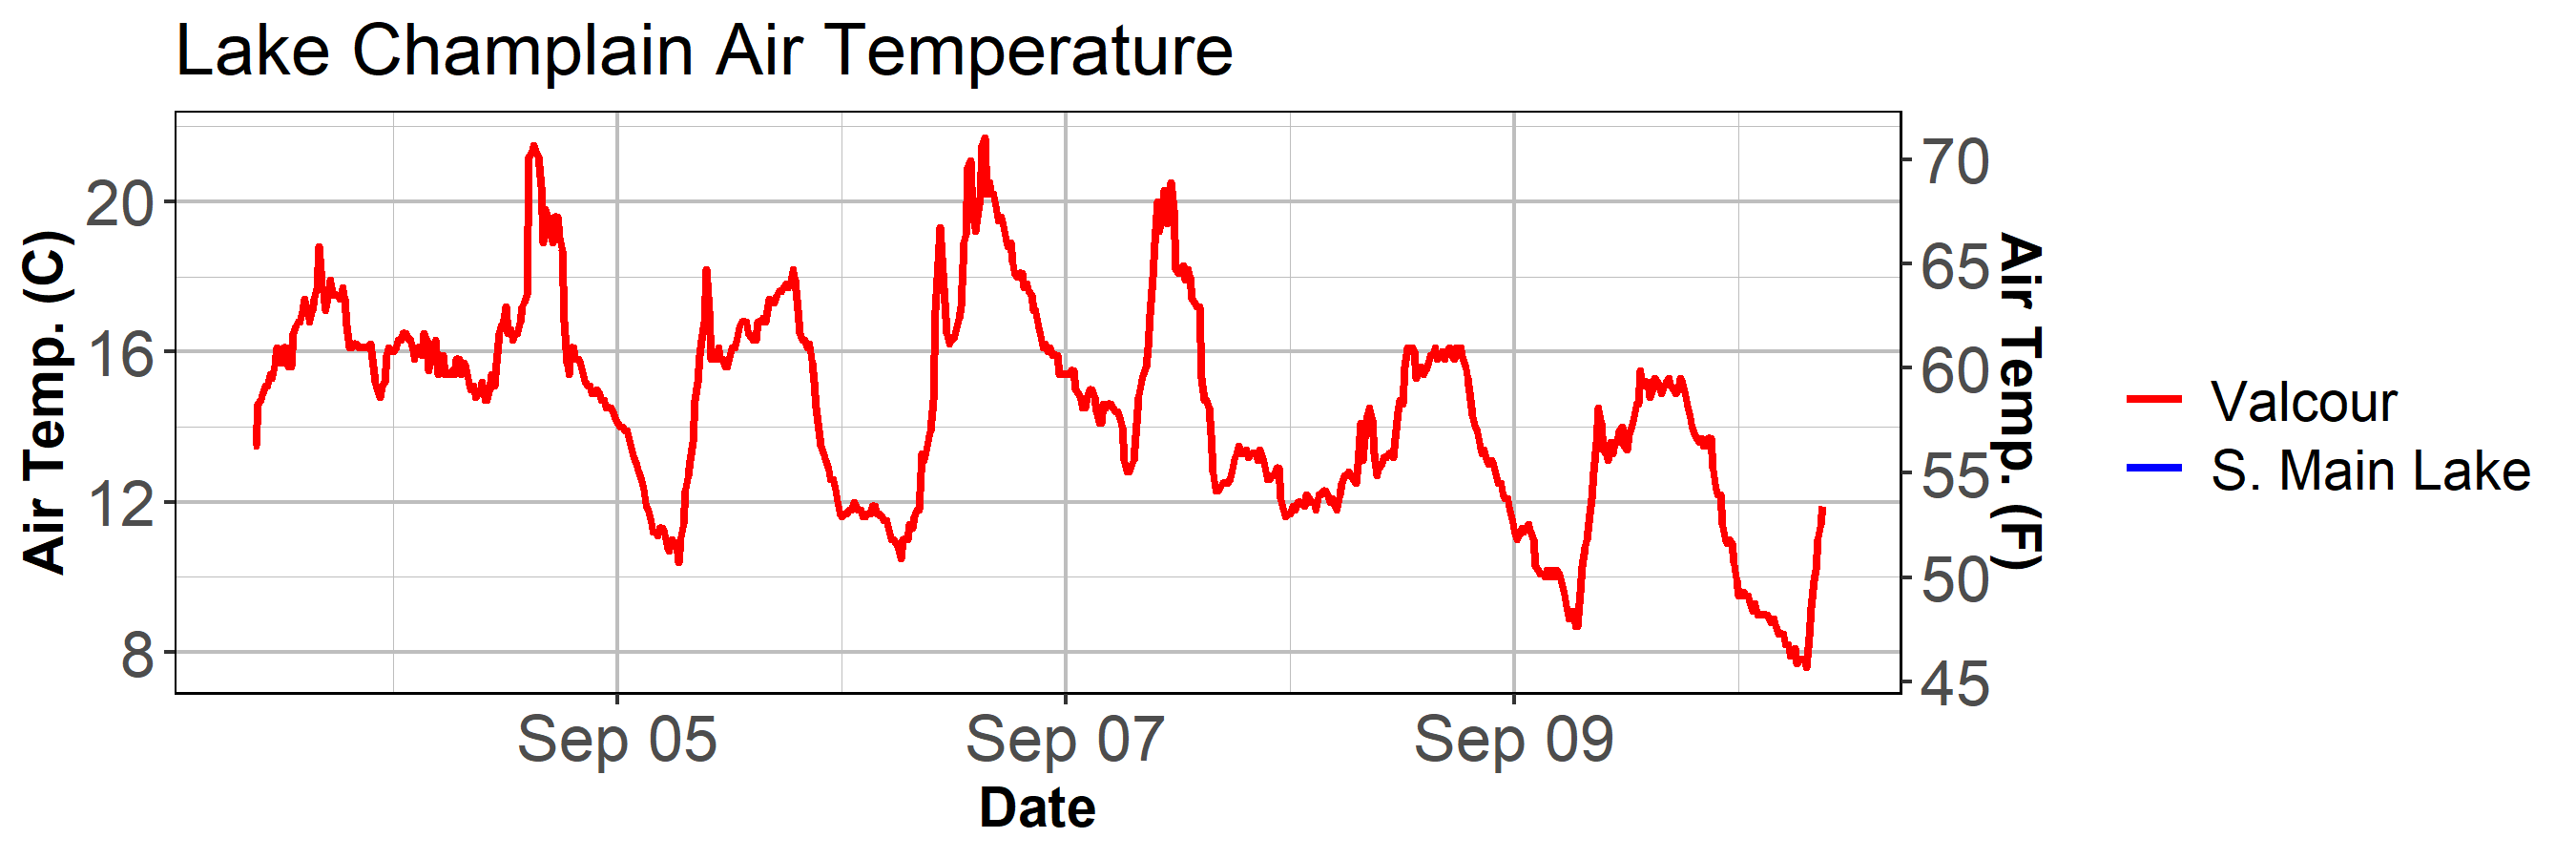 Lake Champlain Air Temperature
Air Temp. (C)
20
16
12
8
70
65
60
55
50
45
Air Temp. (F)
Sep 05
Sep 07
Sep 09
Date
Valcour
S. Main Lake